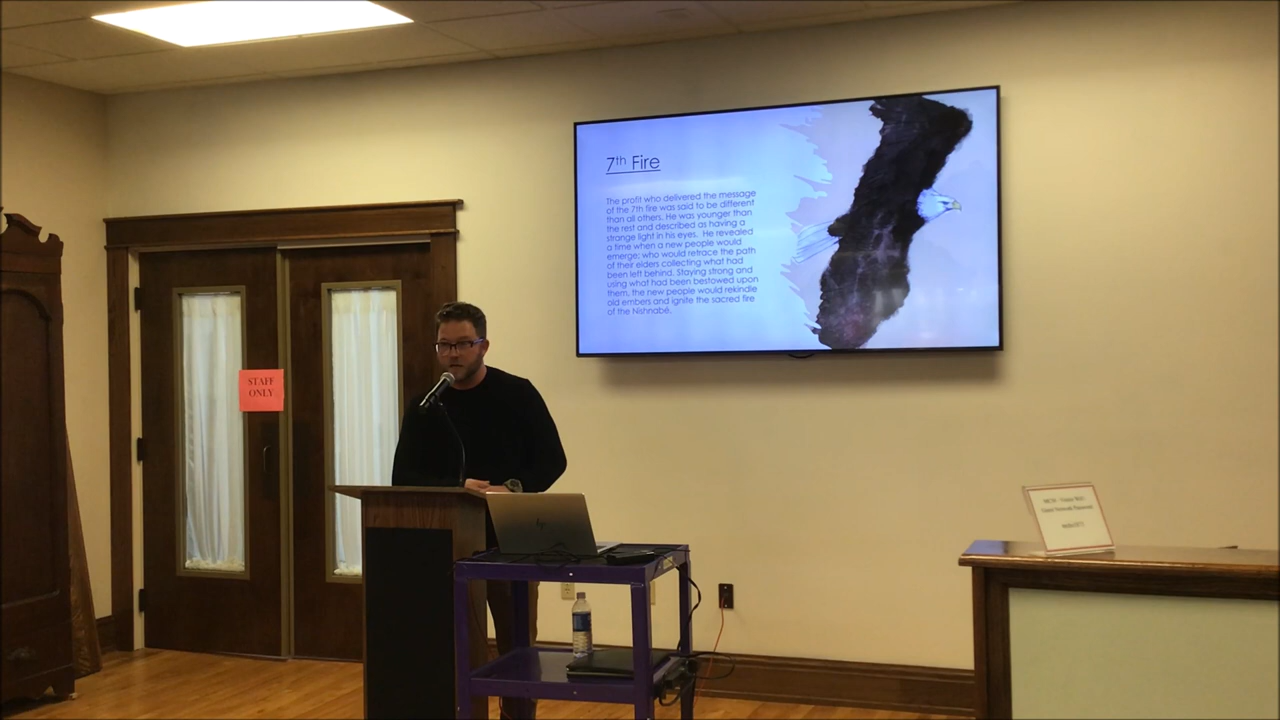 7th Fire
The profit who delivered the message
of the 7th fire was said to be different
than all others. He was younger than
the rest and described as having a
strange light in his eyes. He revealed
a time when a new people would
emerge; who would retrace the path
of their elders collecting what had
been left behind. Staying strong and
using what had been bestowed upon
them, the new people would rekindle
old embers and ignite the sacred fire
of the Nishnabé.
STAFF
ONLY
hp